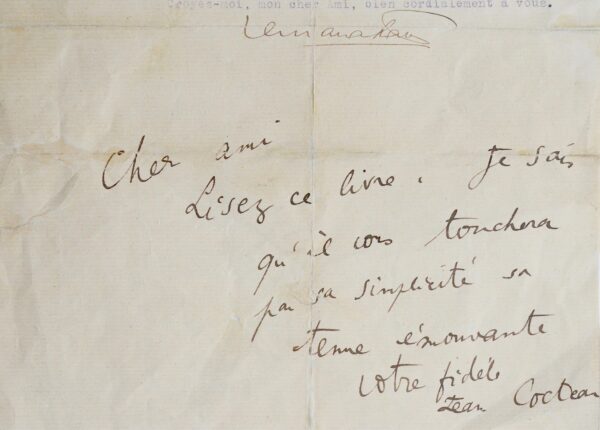 Croyez-moi, mon cher Ami, bien cordialement à vous.
Cher ami
Lisez ce livre. Je sais
qu'il vous touchera
par sa simplicité sa
tenue émouvante
votre fidèle
Jean Cocteau